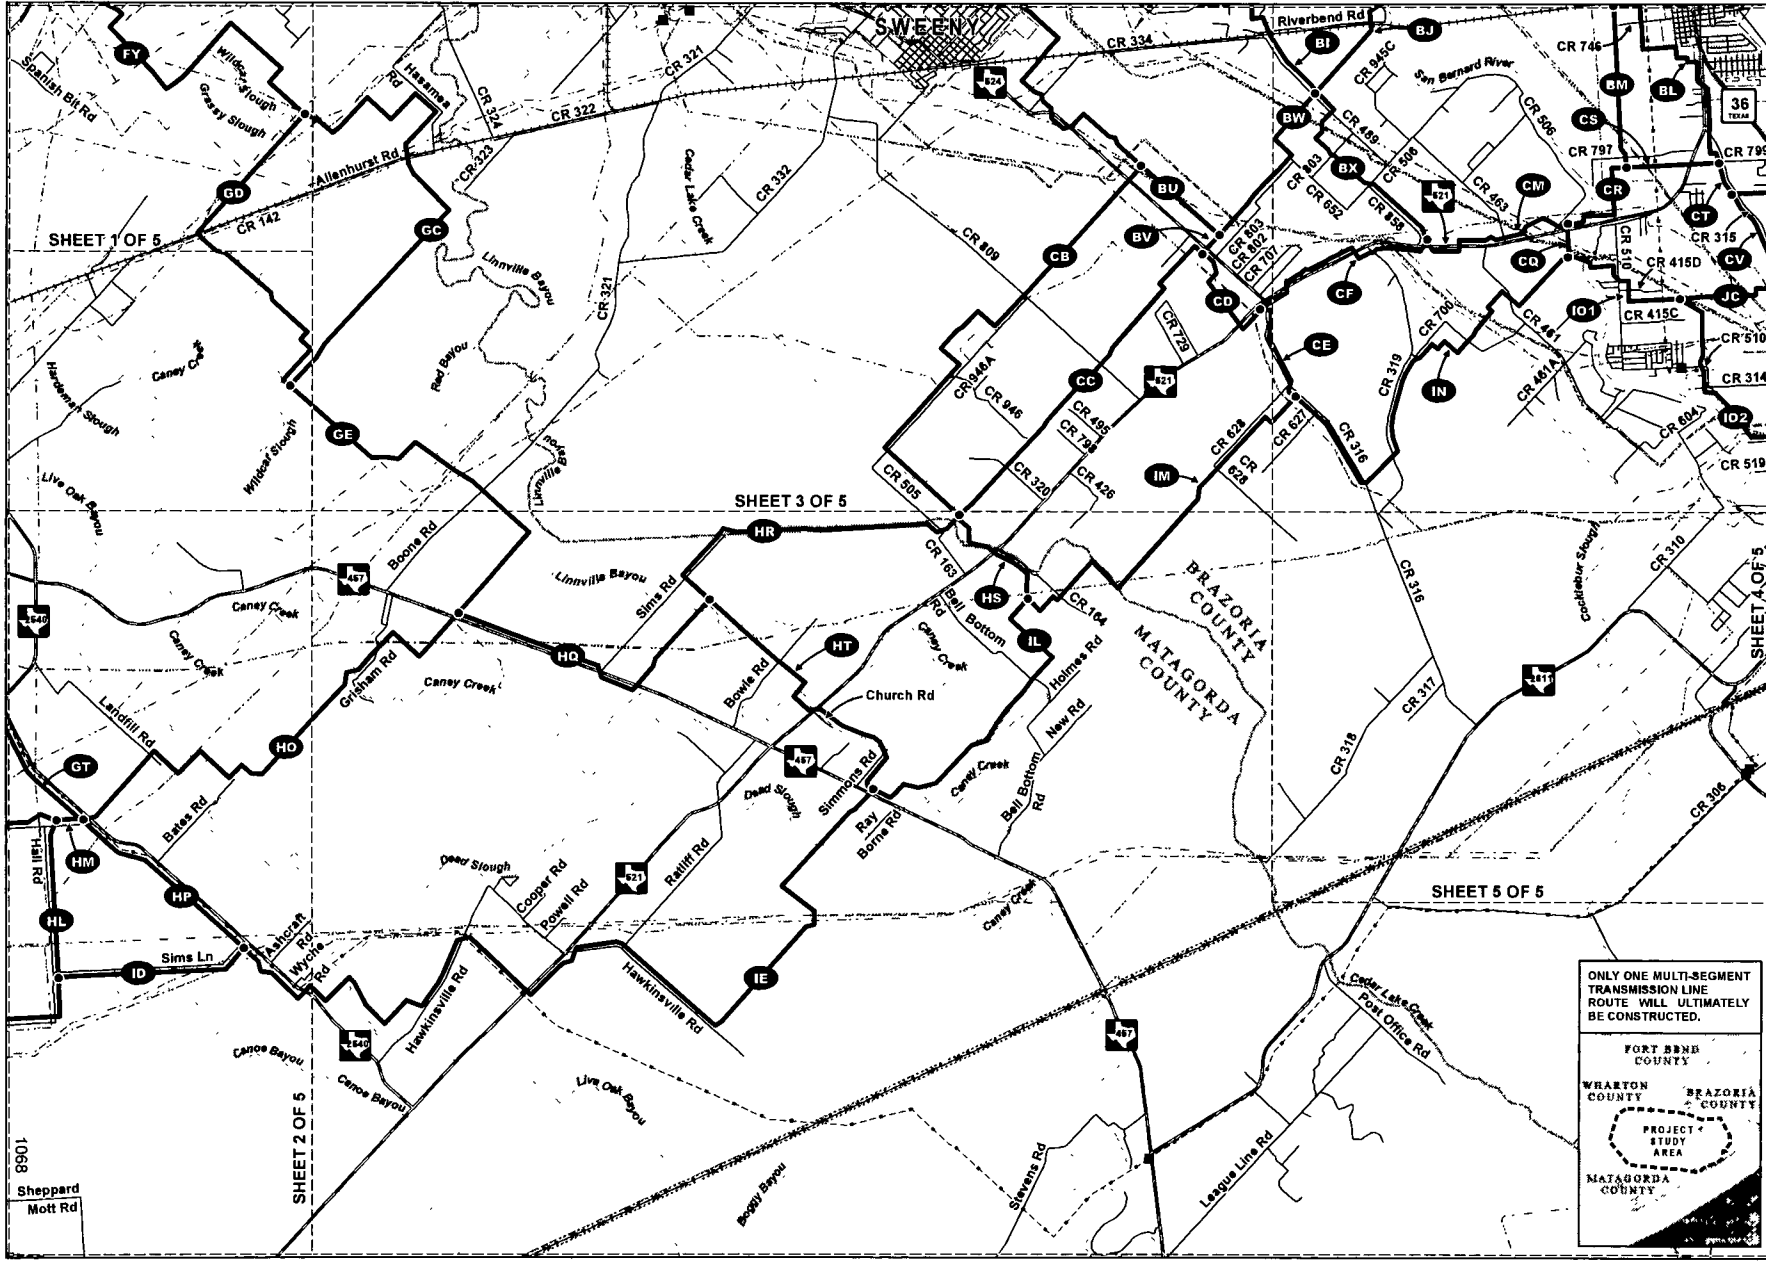 SWEENY
Riverbend Rd
BI
BJ
CR 334
CR 746
FY
Wildcat Slough
Grassy Slough
Spanish Bit Rd
Hasamea
Rd
CR 324
CR 321
CR 322
524
CR 945C
San Bernard River
BM
BL
36
TEXAS
BW
CR 489
CR 506
CS
CR 797
CR 799
Allenhurst Rd
CR 323
CR 332
Cedar Lake Creek
BU
CR 803
CR 652
BX
CR 506
521
CR 463
CM
CR
CT
GD
CR 142
GC
CR 858
SHEET 1 OF 5
BV
CR 803
CR 802
CR 707
CR 315
CB
CR 809
Linnville Bayou
CQ
CR 510
CR 415D
CV
CR 321
CD
CF
JC
IO1
CR 415C
CR 729
CE
CR 700
CR 461
CR 510
Caney Creek
Red Bayou
CR 946A
CC
521
CR 319
CR 461A
CR 314
Hardeman Slough
CR 946
IN
GE
CR 495
CR 798
CR 628
CR 627
CR 316
CR 604
IO2
Wildcat Slough
Linnville Bayou
CR 628
CR 519
Live Oak Bayou
CR 505
CR 320
CR 426
IM
SHEET 3 OF 5
HR
Boone Rd
CR 163
Cocklebur Slough
CR 310
SHEET 4 OF 5
457
Linnville Bayou
Sims Rd
HS
CR 164
BRAZORIA
COUNTY
CR 316
2540
Caney Creek
Bell Bottom
Rd
Caney Creek
IL
MATAGORDA
COUNTY
Caney Creek
Grisham Rd
HQ
HT
Bowie Rd
Holmes Rd
2611
Caney Creek
Church Rd
New Rd
CR 317
Landfill Rd
HO
CR 318
GT
457
Simmons Rd
Caney Creek
Bell Bottom
Rd
Dead Slough
CR 306
Bates Rd
Ray
Borne Rd
Hall Rd
HM
Dead Slough
Cooper Rd
Powell Rd
521
Ratliff Rd
SHEET 5 OF 5
HP
HL
Caney Creek
Ashcraft
Rd
Wyche
Rd
Sims Ln
ID
Hawkinsville Rd
Hawkinsville Rd
IE
Cedar Lake Creek
Post Office Rd
ONLY ONE MULTI-SEGMENT
TRANSMISSION LINE
ROUTE WILL ULTIMATELY
BE CONSTRUCTED.
457
Canoe Bayou
2540
FORT BEND
COUNTY
Canoe Bayou
Live Oak Bayou
WHARTON
COUNTY
BRAZORIA
COUNTY
SHEET 2 OF 5
PROJECT
STUDY
AREA
1068
Sheppard
Mott Rd
Boggy Bayou
Stevens Rd
League Line Rd
MATAGORDA
COUNTY